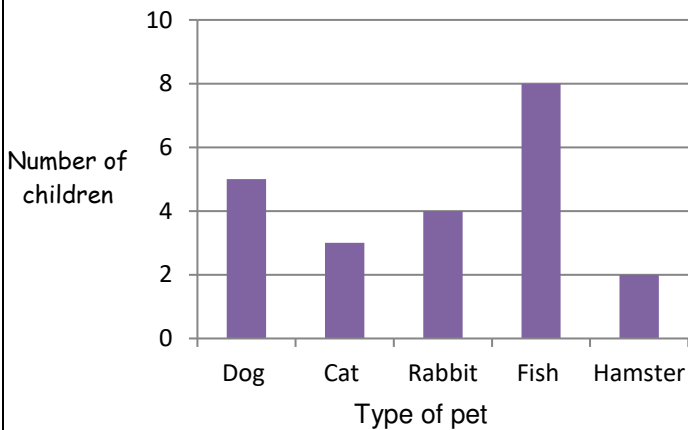 10
8
6
4
2
0
Number of
children
Dog Cat Rabbit Fish Hamster
Type of pet